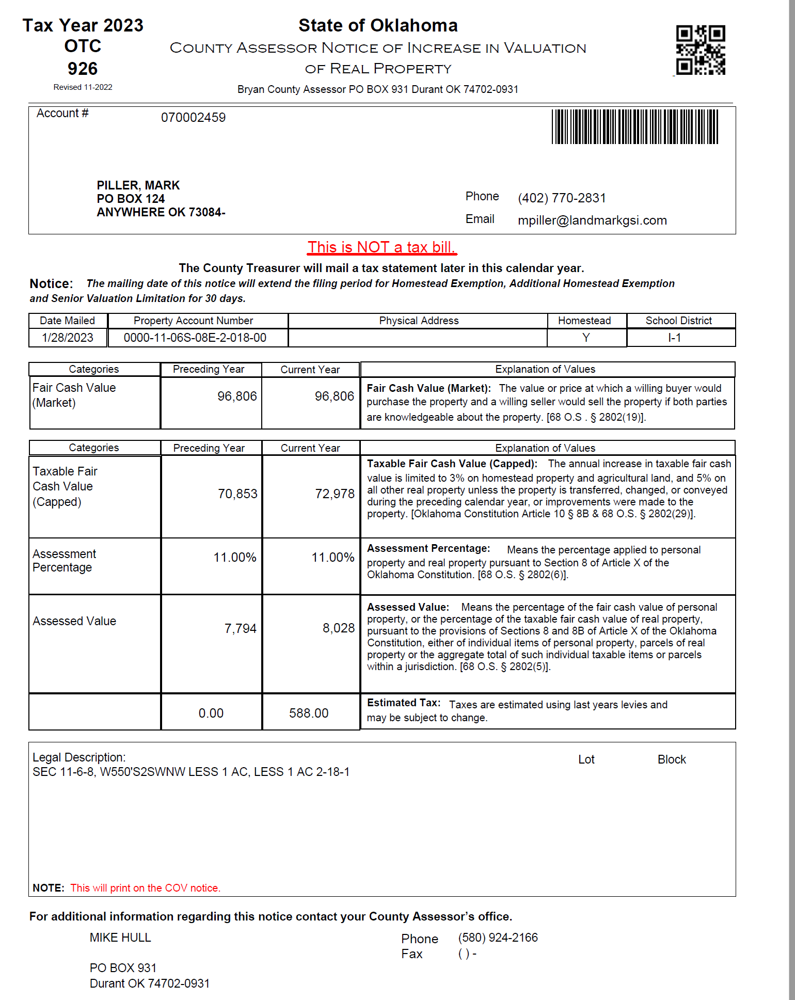 Tax Year 2023
OTC
926
Revised 11-2022
State of Oklahoma
COUNTY ASSESSOR NOTICE OF INCREASE IN VALUATION
OF REAL PROPERTY
Bryan County Assessor PO BOX 931 Durant OK 74702-0931
Account # 070002459
PILLER, MARK
PO BOX 124
ANYWHERE OK 73084-
Phone (402) 770-2831
Email mpiller@landmarkgsi.com
This is NOT a tax bill.
The County Treasurer will mail a tax statement later in this calendar year.
Notice: The mailing date of this notice will extend the filing period for Homestead Exemption, Additional Homestead Exemption
and Senior Valuation Limitation for 30 days.
Date Mailed Property Account Number Physical Address Homestead School District
1/28/2023 0000-11-06S-08E-2-018-00 Y I-1
Categories Preceding Year Current Year Explanation of Values
Fair Cash Value
(Market)
96,806 96,806
Fair Cash Value (Market): The value or price at which a willing buyer would
purchase the property and a willing seller would sell the property if both parties
are knowledgeable about the property. [68 O.S . § 2802(19)].
Categories Preceding Year Current Year Explanation of Values
Taxable Fair
Cash Value
(Capped)
70,853 72,978
Taxable Fair Cash Value (Capped): The annual increase in taxable fair cash
value is limited to 3% on homestead property and agricultural land, and 5% on
all other real property unless the property is transferred, changed, or conveyed
during the preceding calendar year, or improvements were made to the
property. [Oklahoma Constitution Article 10 § 8B & 68 O.S. § 2802(29)].
Assessment
Percentage
11.00% 11.00%
Assessment Percentage: Means the percentage applied to personal
property and real property pursuant to Section 8 of Article X of the
Oklahoma Constitution. [68 O.S. § 2802(6)].
Assessed Value
7,794 8,028
Assessed Value: Means the percentage of the fair cash value of personal
property, or the percentage of the taxable fair cash value of real property,
pursuant to the provisions of Sections 8 and 8B of Article X of the Oklahoma
Constitution, either of individual items of personal property, parcels of real
property or the aggregate total of such individual taxable items or parcels
within a jurisdiction. [68 O.S. § 2802(5)].
0.00 588.00
Estimated Tax: Taxes are estimated using last years levies and
may be subject to change.
Legal Description: Lot Block
SEC 11-6-8, W550'S2SWNW LESS 1 AC, LESS 1 AC 2-18-1
NOTE: This will print on the COV notice.
For additional information regarding this notice contact your County Assessor’s office.
MIKE HULL
PO BOX 931
Durant OK 74702-0931
Phone (580) 924-2166
Fax ( ) -